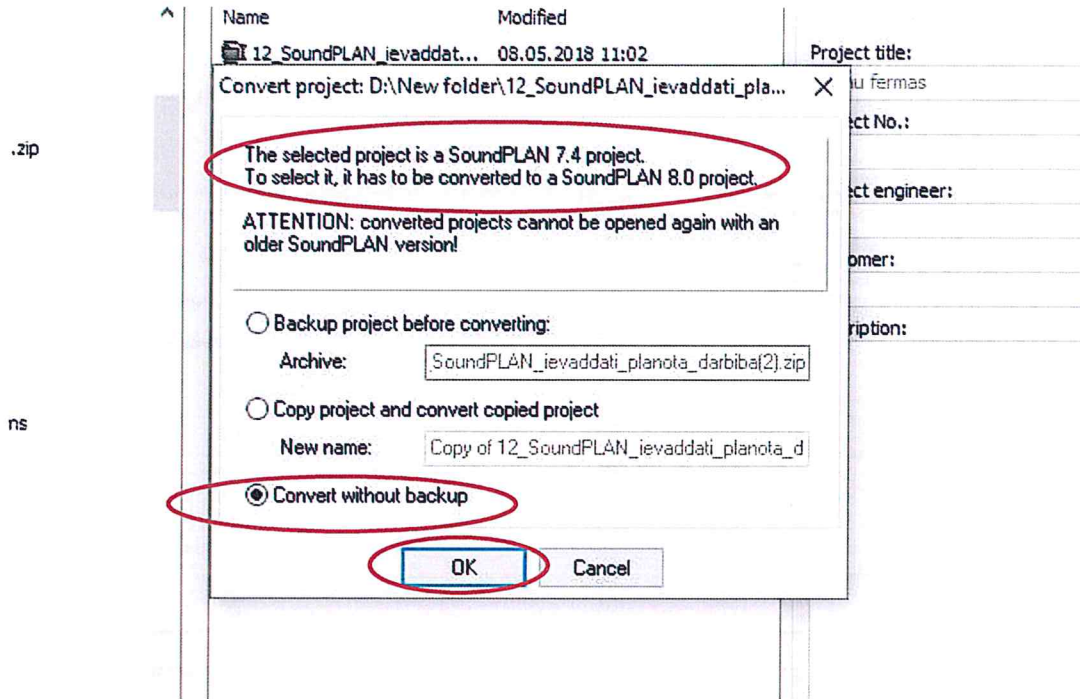 Name Modified
12_SoundPLAN_ievaddat... 08.05.2018 11:02
Project title:
Convert project: D:\New folder\12_SoundPLAN_ievaddati_pla...
fermas
ect No.:
.zip
The selected project is a SoundPLAN 7.4 project.
To select it, it has to be converted to a SoundPLAN 8.0 project.
ect engineer:
ATTENTION: converted projects cannot be opened again with an
older SoundPLAN version!
omer:
Backup project before converting:
ription:
Archive: _SoundPLAN_ievaddati_planota_darbiba(2).zip
Copy project and convert copied project
ns
New name: Copy of 12_SoundPLAN_ievaddati_planota_d
Convert without backup
OK Cancel